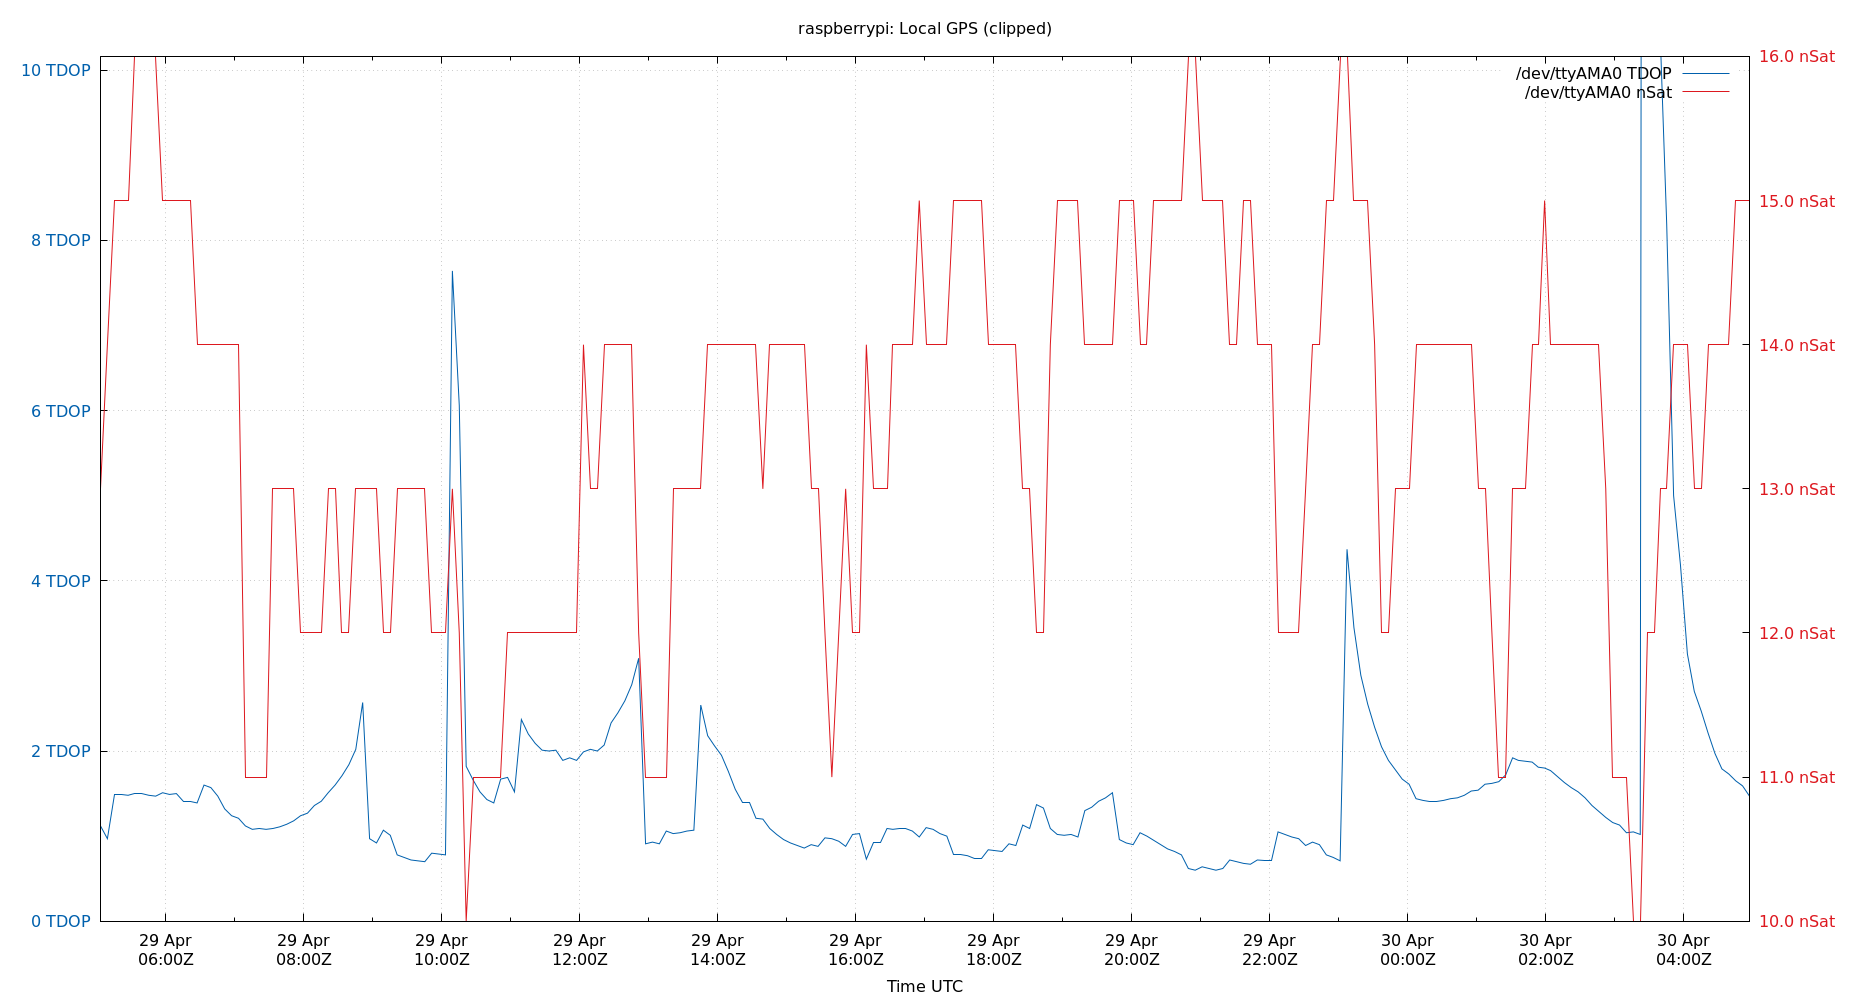 raspberrypi: Local GPS (clipped)
10 TDOP
8 TDOP
6 TDOP
4 TDOP
2 TDOP
0 TDOP
16.0 nSat
15.0 nSat
14.0 nSat
13.0 nSat
12.0 nSat
11.0 nSat
10.0 nSat
/dev/ttyAMA0 TDOP
/dev/ttyAMA0 nSat
29 Apr 29 Apr 29 Apr 29 Apr 29 Apr 29 Apr 29 Apr 29 Apr 29 Apr 30 Apr 30 Apr 30 Apr
06:00Z 08:00Z 10:00Z 12:00Z 14:00Z 16:00Z 18:00Z 20:00Z 22:00Z 00:00Z 02:00Z 04:00Z
Time UTC